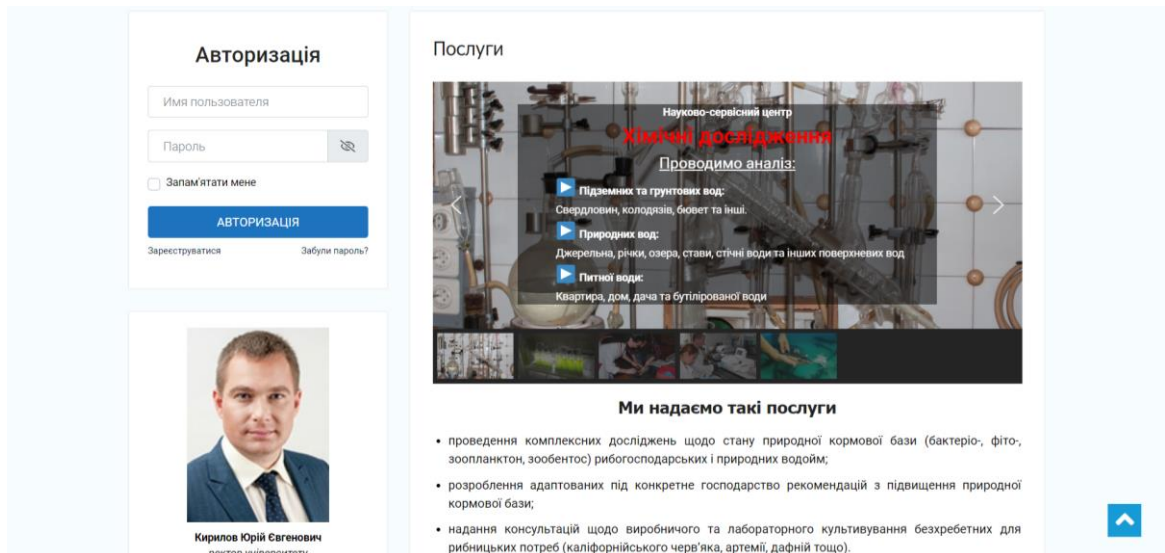 Авторизація
Имя пользователя
Пароль
Запам'ятати мене
АВТОРИЗАЦІЯ
Зареєструватися
Забули пароль?
Кирилов Юрій Євгенович
ректор університету
Послуги
Науково-сервісний центр
Хімічні дослідження
Проводимо аналіз:
Підземних та грунтових вод:
Свердловин, колодязів, бювет та інші.
Природних вод:
Джерельна, річки, озера, стави, стічні води та інших поверхневих вод
Питної води:
Квартира, дом, дача та бутілірованої води
Ми надаємо такі послуги
• проведення комплексних досліджень щодо стану природної кормової бази (бактеріо-, фіто-,
зоопланктон, зообентос) рибогосподарських і природних водойм;
• розроблення адаптованих під конкретне господарство рекомендацій з підвищення природної
кормової бази;
• надання консультацій щодо виробничого та лабораторного культивування безхребетних для
рибницьких потреб (каліфорнійського черв'яка, артемії, дафній тощо).